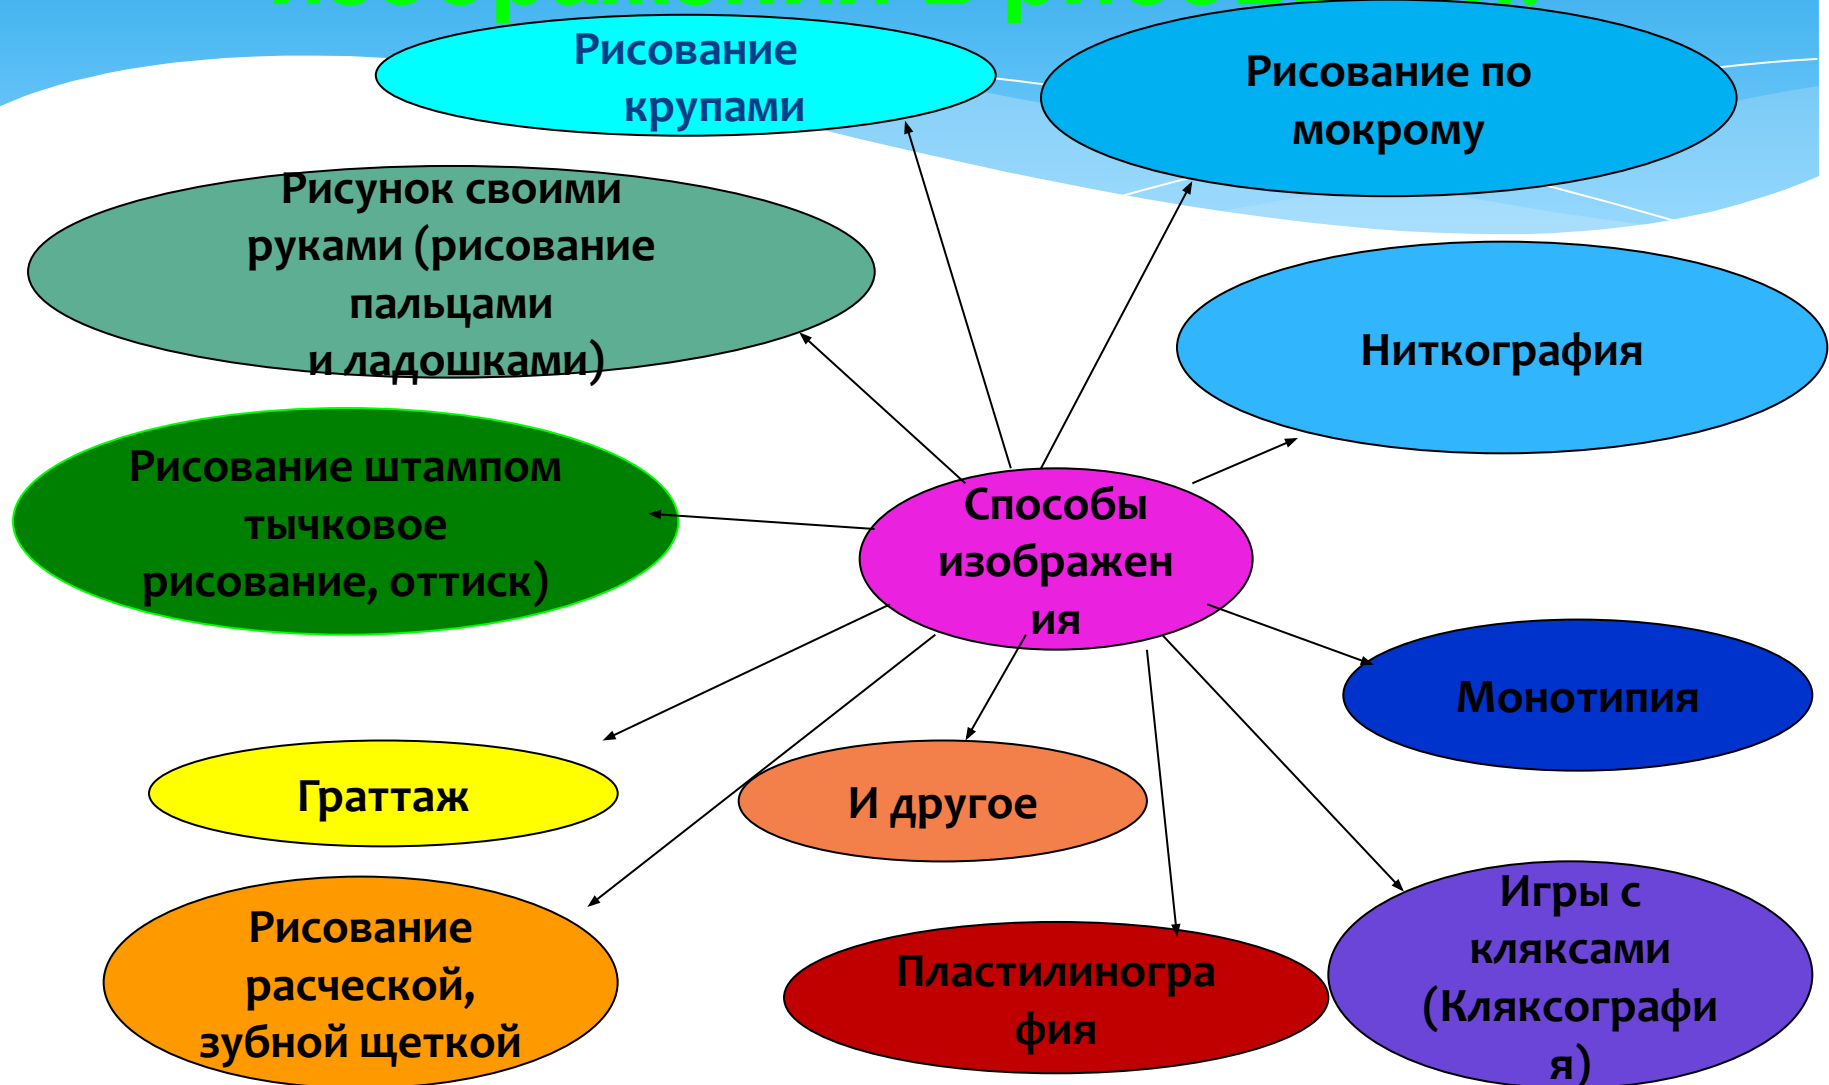 Рисование
крупами
Рисование по
мокрому
Рисунок своими
руками (рисование
пальцами
и ладошками)
Ниткография
Рисование штампом
тычковое
рисование, оттиск)
Способы
изображен
ия
Монотипия
Граттаж
И другое
Рисование
расческой,
зубной щеткой
Пластилиногра
фия
Игры с
кляксами
(Кляксографи
я)